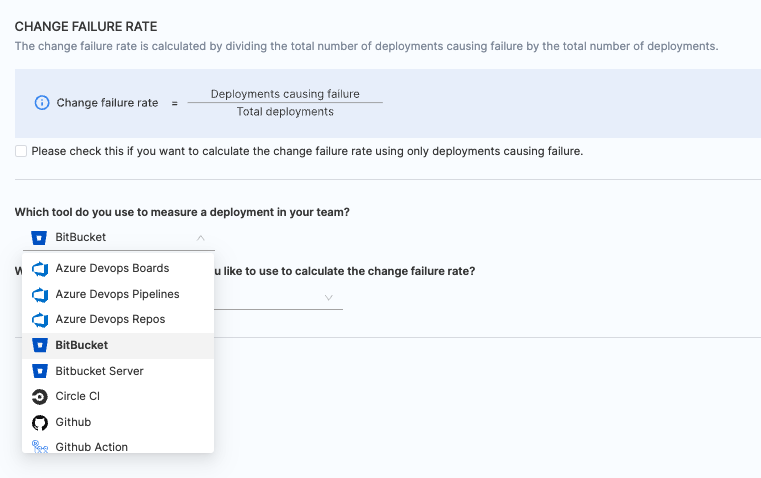 CHANGE FAILURE RATE
The change failure rate is calculated by dividing the total number of deployments causing failure by the total number of deployments.
Change failure rate = Deployments causing failure
Total deployments
Please check this if you want to calculate the change failure rate using only deployments causing failure.
Which tool do you use to measure a deployment in your team?
BitBucket
like to use to calculate the change failure rate?
Azure Devops Boards
Azure Devops Pipelines
Azure Devops Repos
BitBucket
Bitbucket Server
Circle CI
Github
Github Action